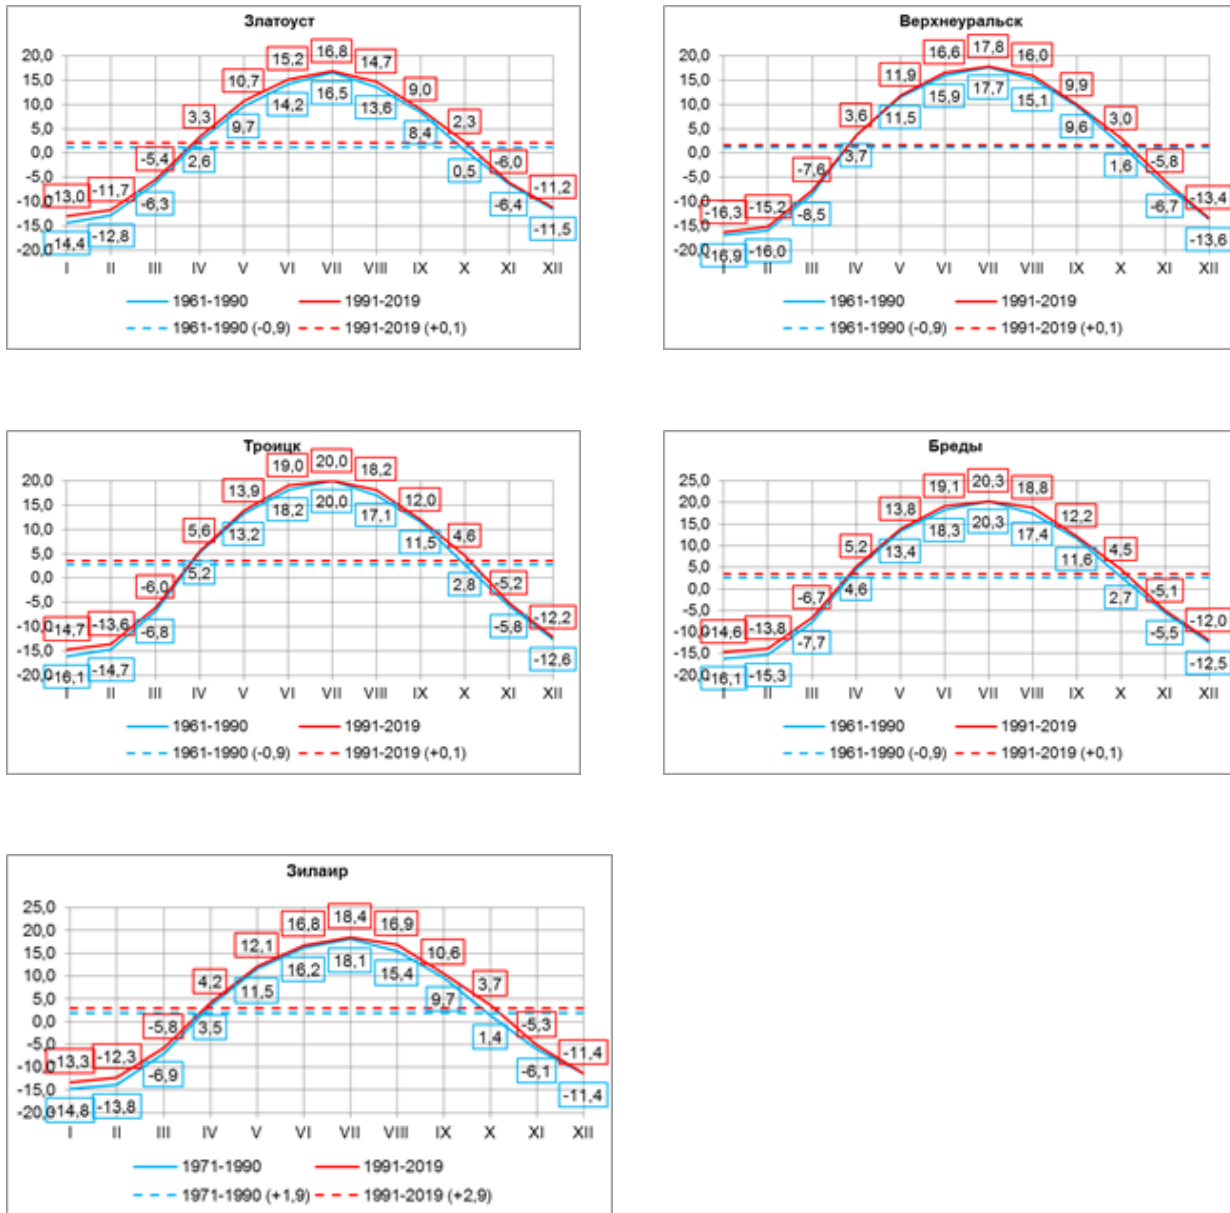 Златоуст
20,0
15,0
10,0
5,0
0,0
-5,0
-10,0
-15,0
-20,0
-13,0 -11,7 -5,4 3,3 10,7 15,2 16,8 14,7 9,0 2,3 -6,0 -11,2
-14,4 -12,8 -6,3 2,6 9,7 14,2 16,5 13,6 8,4 0,5 -6,4 -11,5
I II III IV V VI VII VIII IX X XI XII
1961-1990 1991-2019
1961-1990 (-0,9) 1991-2019 (+0,1)
Верхнеуральск
20,0
15,0
10,0
5,0
0,0
-5,0
-10,0
-15,0
-20,0
-16,3 -15,2 -7,6 3,6 11,9 16,6 17,8 16,0 9,9 3,0 -5,8 -13,4
-16,9 -16,0 -8,5 3,7 11,5 15,9 17,7 15,1 9,6 1,6 -6,7 -13,6
I II III IV V VI VII VIII IX X XI XII
1961-1990 1991-2019
1961-1990 (-0,9) 1991-2019 (+0,1)
Троицк
20,0
15,0
10,0
5,0
0,0
-5,0
-10,0
-15,0
-20,0
-14,7 -13,6 -6,0 5,6 13,9 19,0 20,0 18,2 12,0 4,6 -5,2 -12,2
-16,1 -14,7 -6,8 5,2 13,2 18,2 20,0 17,1 11,5 2,8 -5,8 -12,6
I II III IV V VI VII VIII IX X XI XII
1961-1990 1991-2019
1961-1990 (-0,9) 1991-2019 (+0,1)
Бреды
25,0
20,0
15,0
10,0
5,0
0,0
-5,0
-10,0
-15,0
-20,0
-14,6 -13,8 -6,7 5,2 13,8 19,1 20,3 18,8 12,2 4,5 -5,1 -12,0
-16,1 -15,3 -7,7 4,6 13,4 18,3 20,3 17,4 11,6 2,7 -5,5 -12,5
I II III IV V VI VII VIII IX X XI XII
1961-1990 1991-2019
1961-1990 (-0,9) 1991-2019 (+0,1)
Зилаир
25,0
20,0
15,0
10,0
5,0
0,0
-5,0
-10,0
-15,0
-20,0
-13,3 -12,3 -5,8 4,2 12,1 16,8 18,4 16,9 10,6 3,7 -5,3 -11,4
-14,8 -13,8 -6,9 3,5 11,5 16,2 18,1 15,4 9,7 1,4 -6,1 -11,4
I II III IV V VI VII VIII IX X XI XII
1971-1990 1991-2019
1971-1990 (+1,9) 1991-2019 (+2,9)